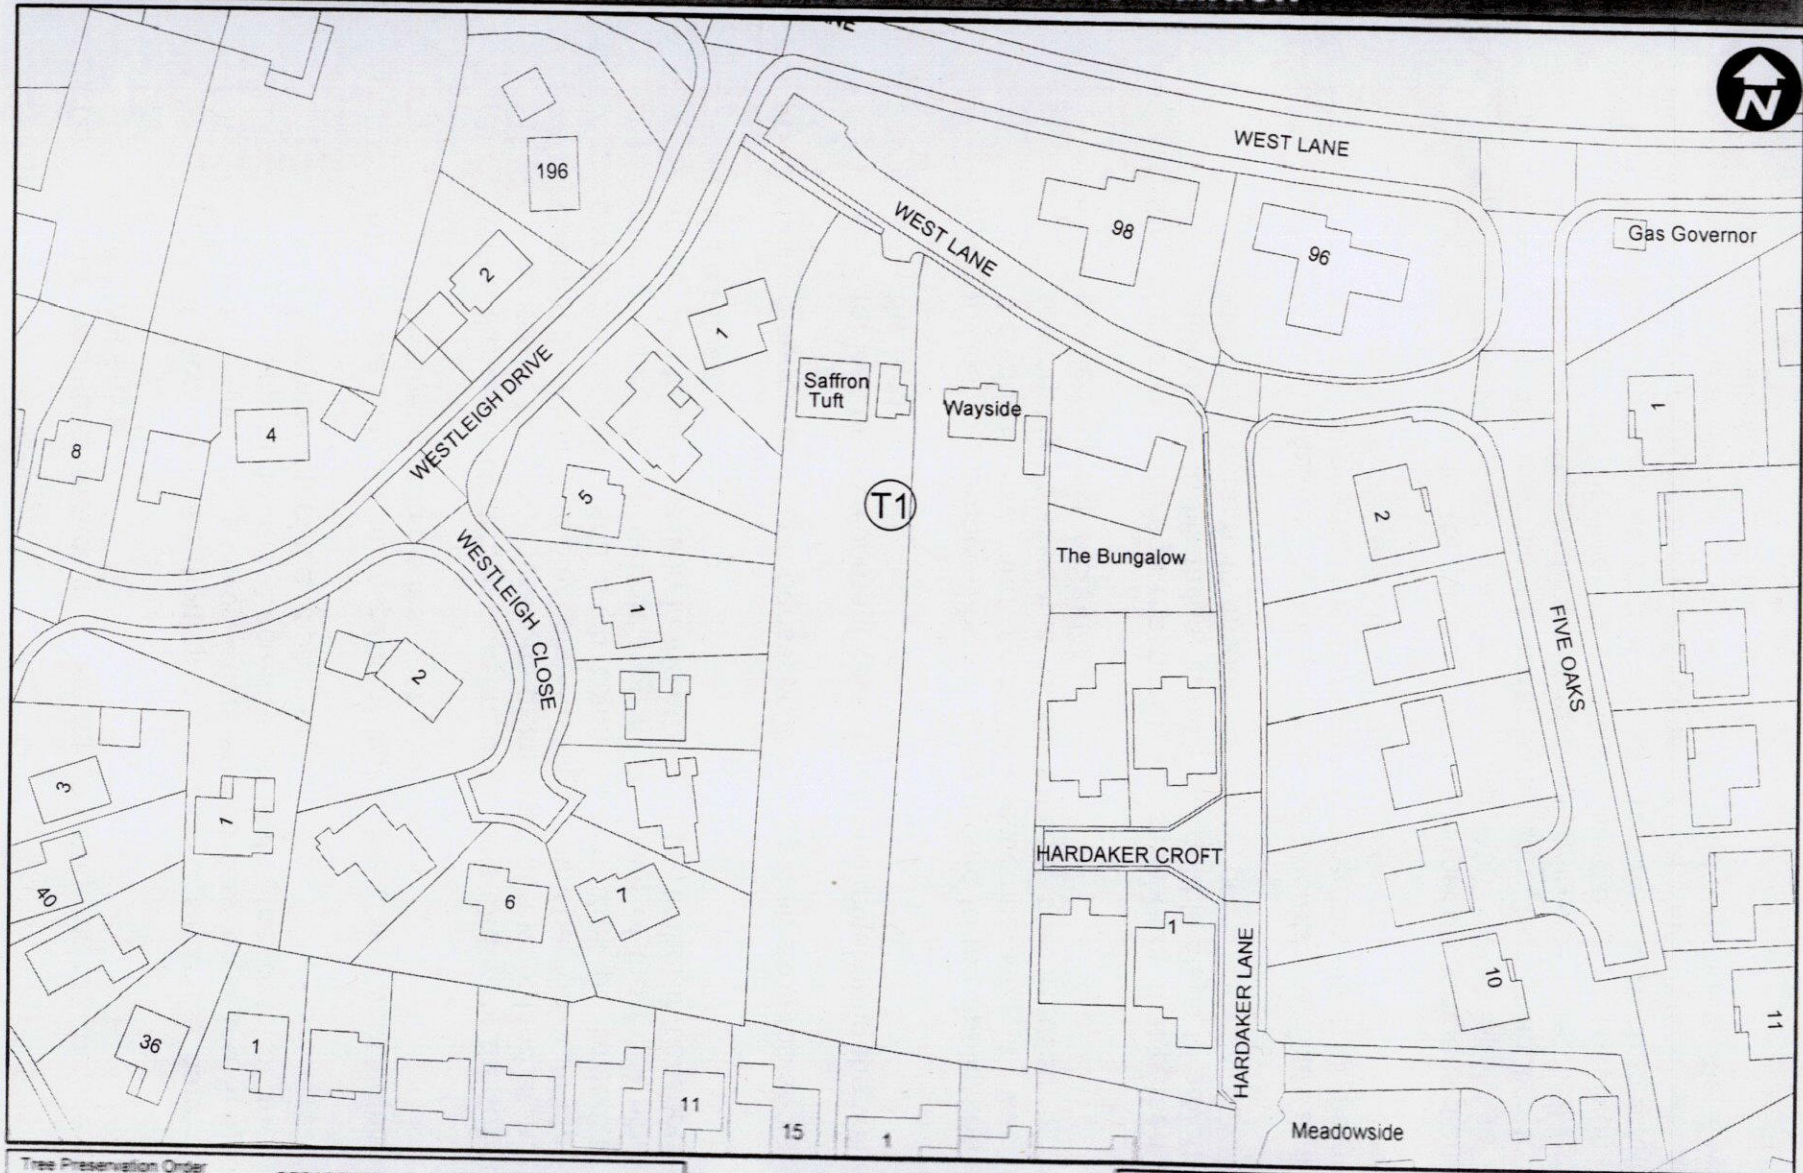 N
WEST LANE
196
98
WEST LANE
96
Gas Governor
2
1
WESTLEIGH DRIVE
Saffron
Tuft
Wayside
1
8
4
5
T1
2
WESTLEIGH CLOSE
The Bungalow
1
FIVE OAKS
2
3
7
HARDAKER CROFT
40
6
7
1
HARDAKER LANE
10
11
36
1
11
15
1
Meadowside
Tree Preservation Order